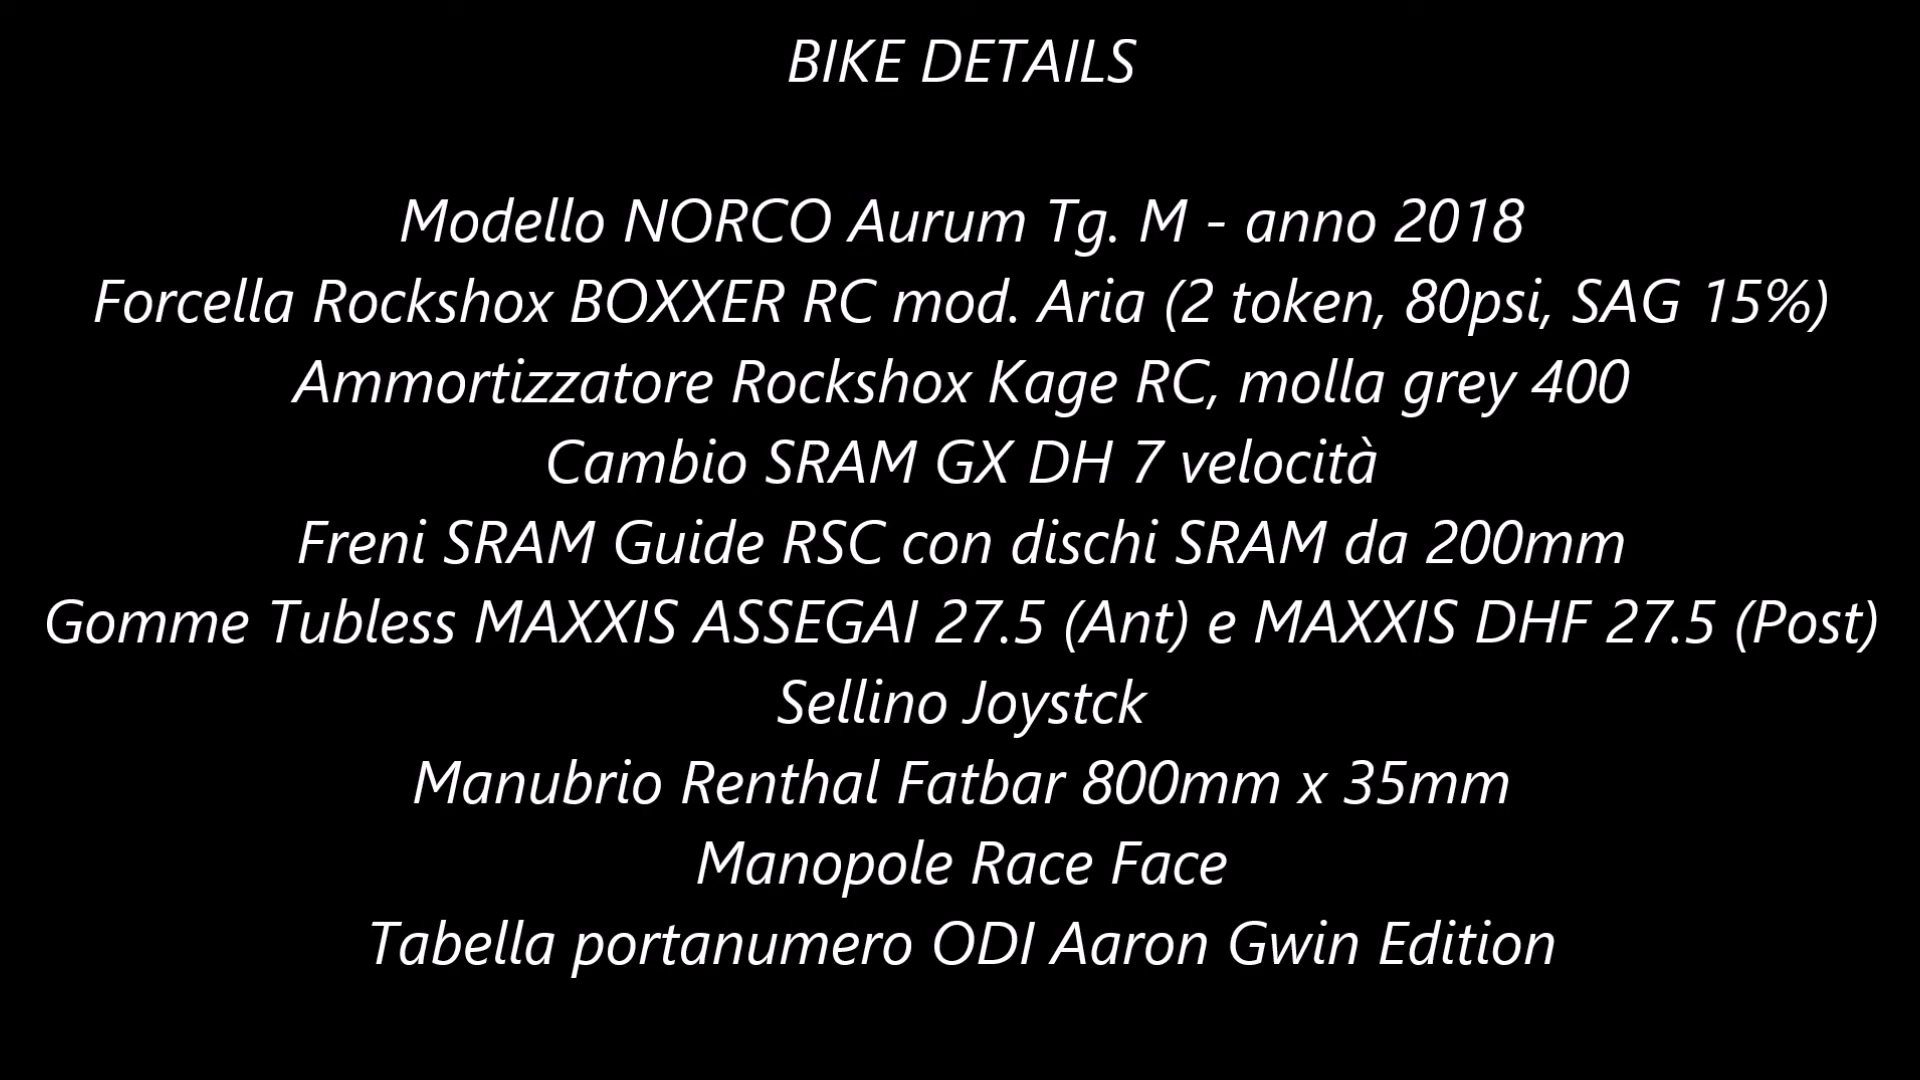 BIKE DETAILS
Modello NORCO Aurum Tg. M - anno 2018
Forcella Rockshox BOXXER RC mod. Aria (2 token, 80psi, SAG 15%)
Ammortizzatore Rockshox Kage RC, molla grey 400
Cambio SRAM GX DH 7 velocità
Freni SRAM Guide RSC con dischi SRAM da 200mm
Gomme Tubless MAXXIS ASSEGAI 27.5 (Ant) e MAXXIS DHF 27.5 (Post)
Sellino Joystck
Manubrio Renthal Fatbar 800mm x 35mm
Manopole Race Face
Tabella portanumero ODI Aaron Gwin Edition